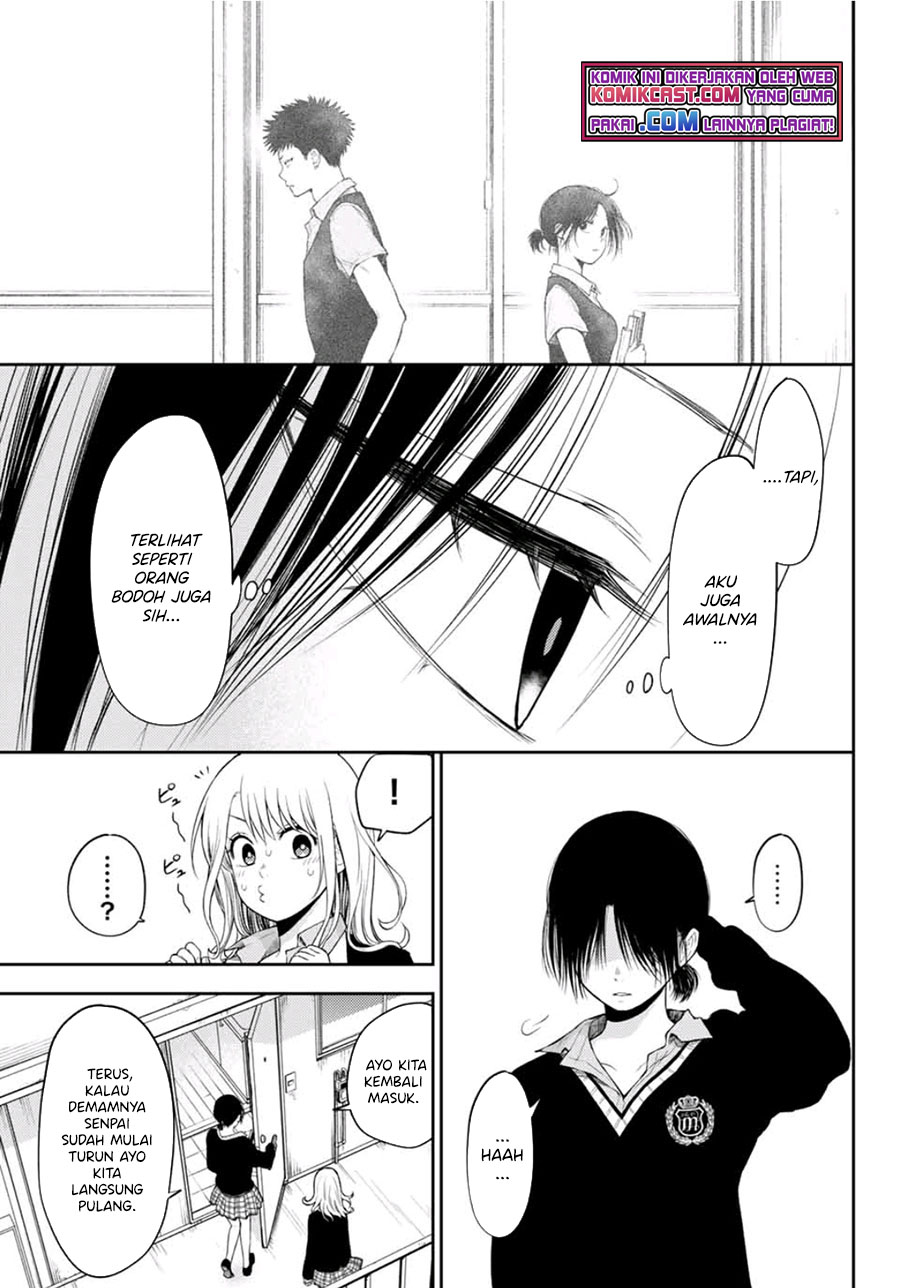 KOMIK INI DIKERJAKAN OLEH WEB
KOMIKCAST.COM YANG CUMA
PAKAI .COM LAINNYA PLAGIAT!
....TAPI,
AKU
JUGA
AWALNYA
...
TERLIHAT
SEPERTI
ORANG
BODOH JUGA
SIH...
......
...
HAAH
...
!
ピュー
ピュー
......?
AYO KITA
KEMBALI
MASUK.
TERUS,
KALAU
DEMAMNYA
SENPAI
SUDAH MULAI
TURUN AYO
KITA
LANGSUNG
PULANG.